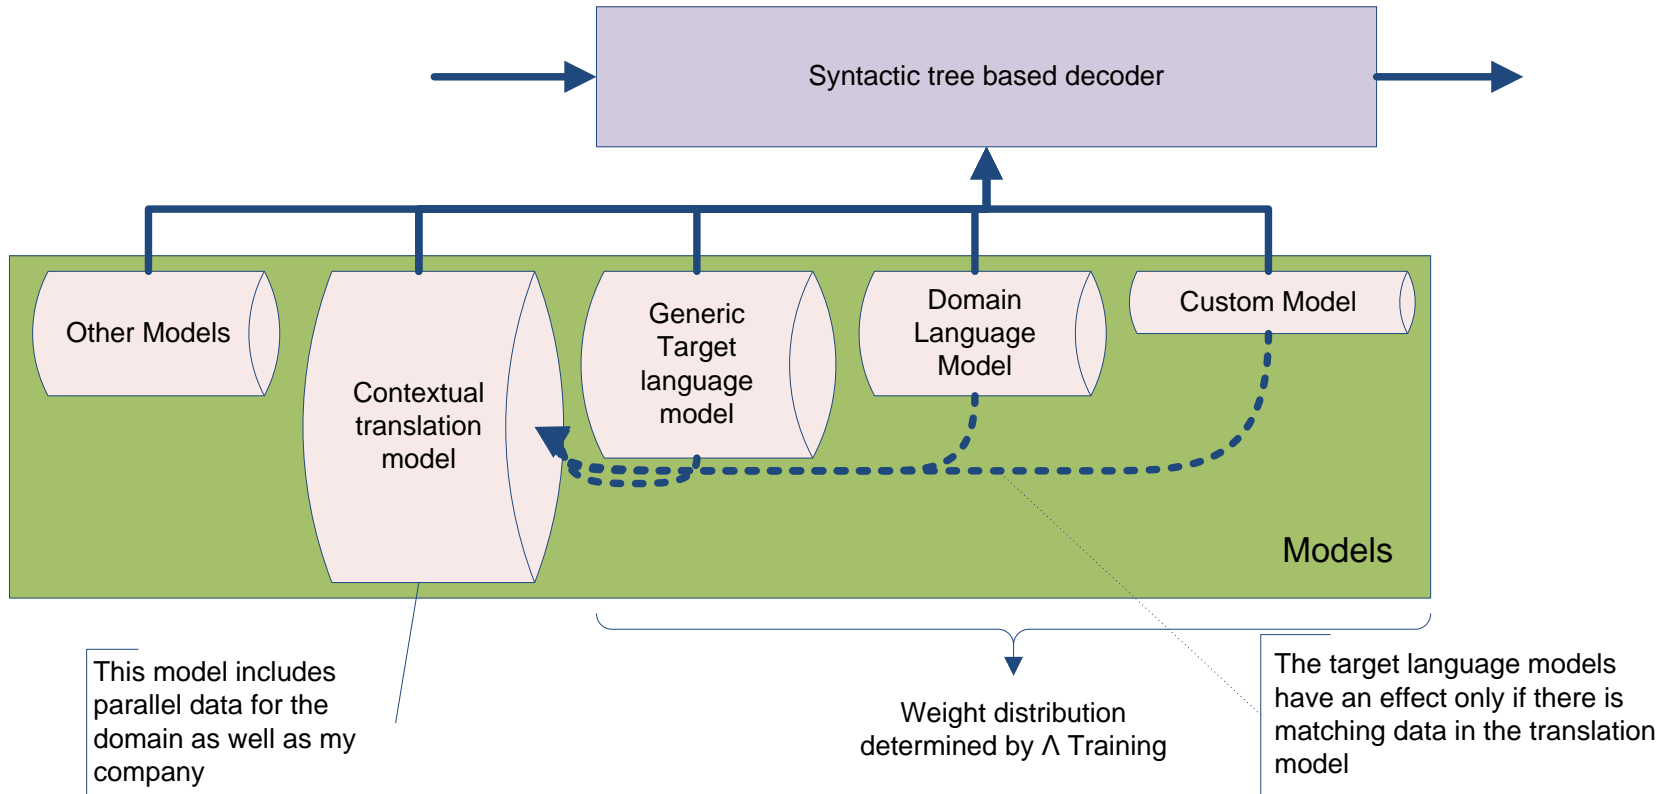 Syntactic tree based decoder
Other Models
Contextual
translation
model
Generic
Target
language
model
Domain
Language
Model
Custom Model
Models
This model includes
parallel data for the
domain as well as my
company
Weight distribution
determined by Λ Training
The target language models
have an effect only if there is
matching data in the translation
model